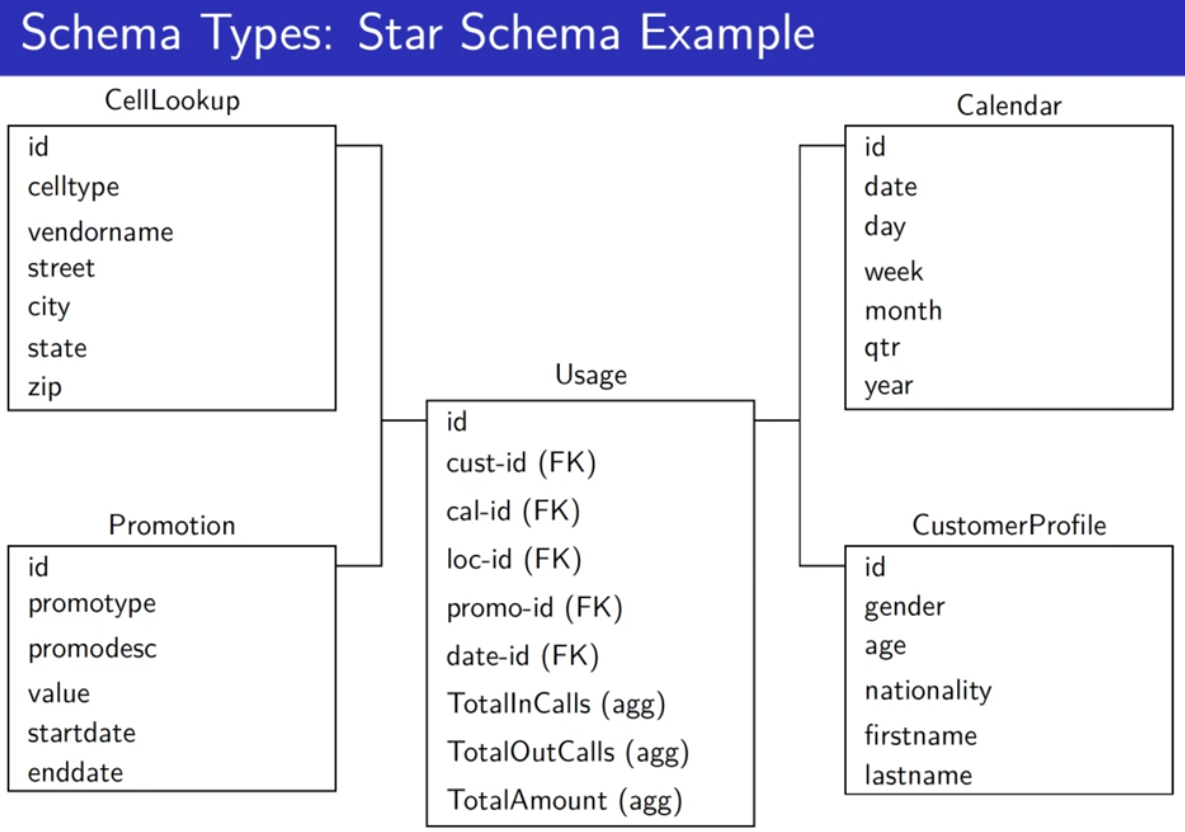 Schema Types: Star Schema Example
CellLookup
id
celltype
vendorname
street
city
state
zip
Promotion
id
promotype
promodesc
value
startdate
enddate
Usage
id
cust-id (FK)
cal-id (FK)
loc-id (FK)
promo-id (FK)
date-id (FK)
TotalInCalls (agg)
TotalOutCalls (agg)
TotalAmount (agg)
Calendar
id
date
day
week
month
qtr
year
CustomerProfile
id
gender
age
nationality
firstname
lastname